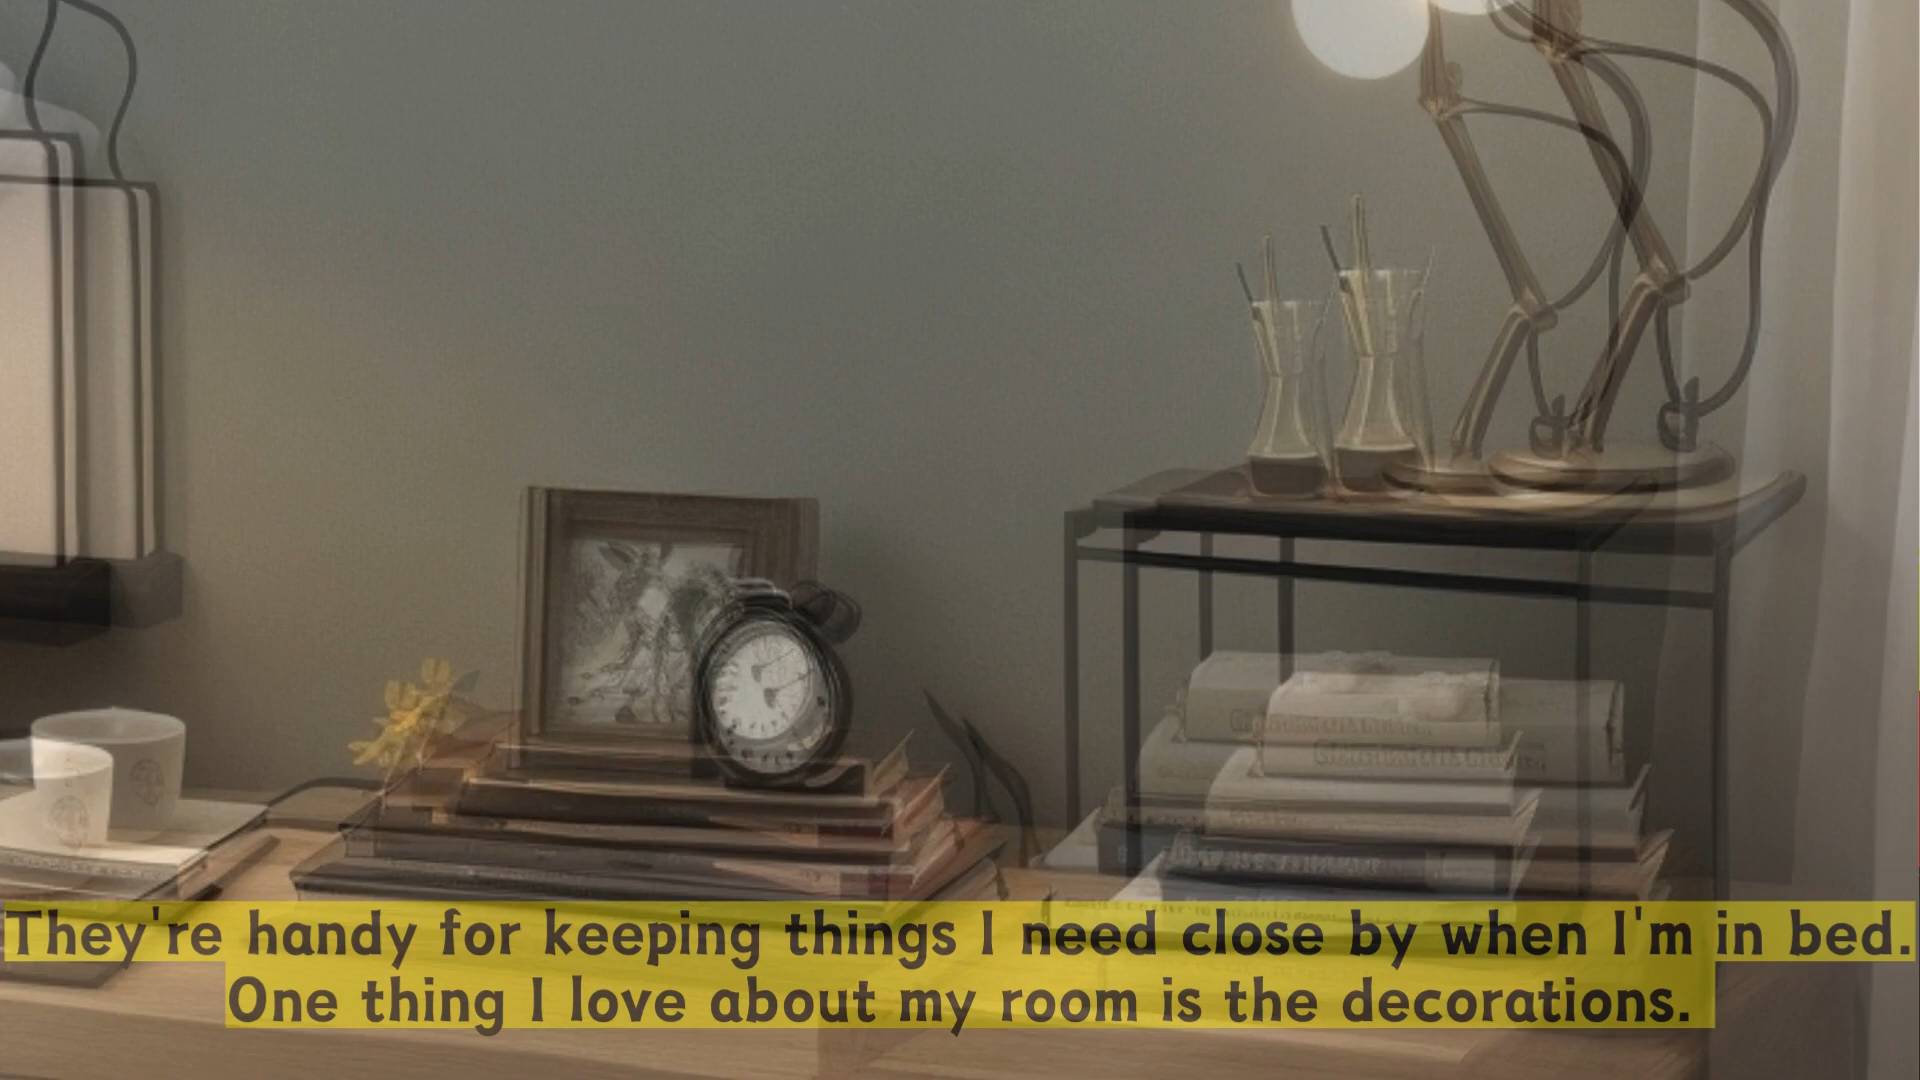 They're handy for keeping things I need close by when I'm in bed.
One thing I love about my room is the decorations.